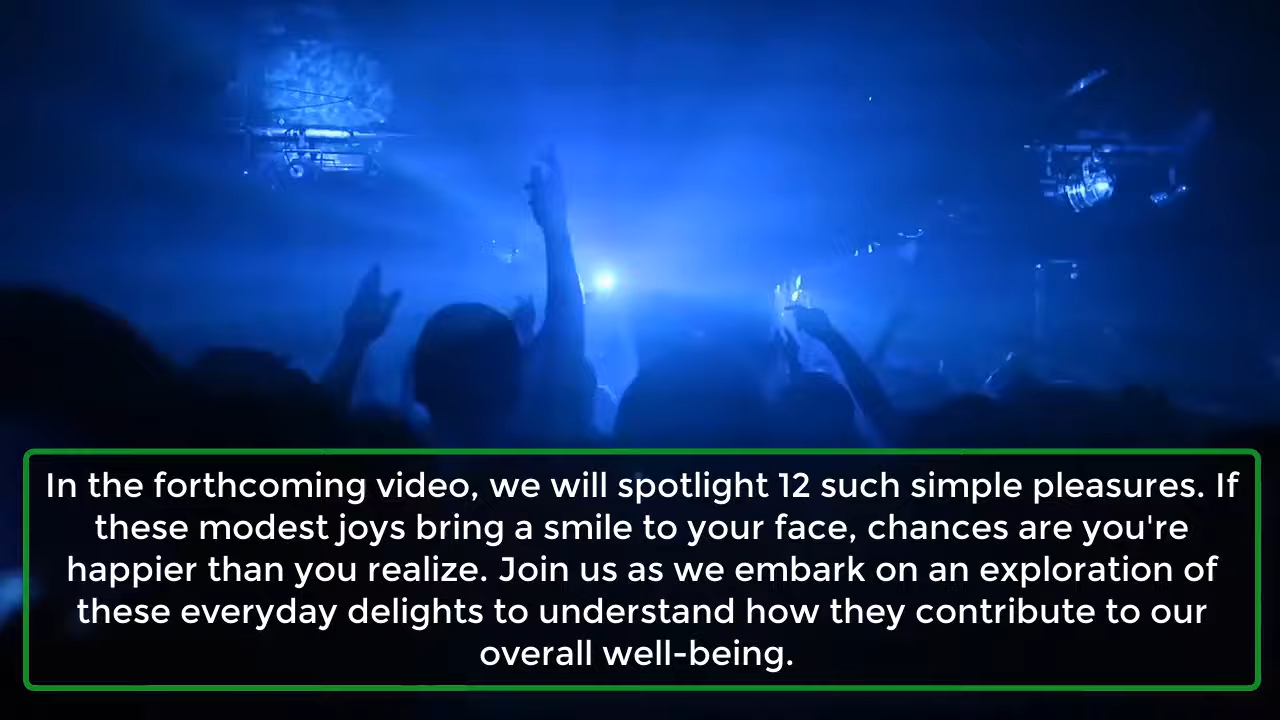 In the forthcoming video, we will spotlight 12 such simple pleasures. If
these modest joys bring a smile to your face, chances are you're
happier than you realize. Join us as we embark on an exploration of
these everyday delights to understand how they contribute to our
overall well-being.